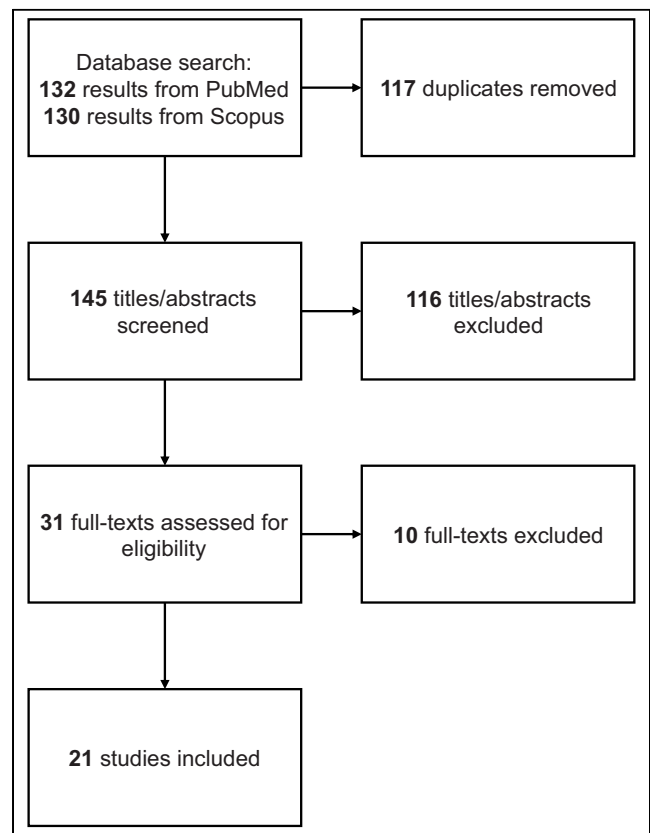 Database search:
132 results from PubMed
130 results from Scopus
117 duplicates removed
145 titles/abstracts
screened
116 titles/abstracts
excluded
31 full-texts assessed for
eligibility
10 full-texts excluded
21 studies included